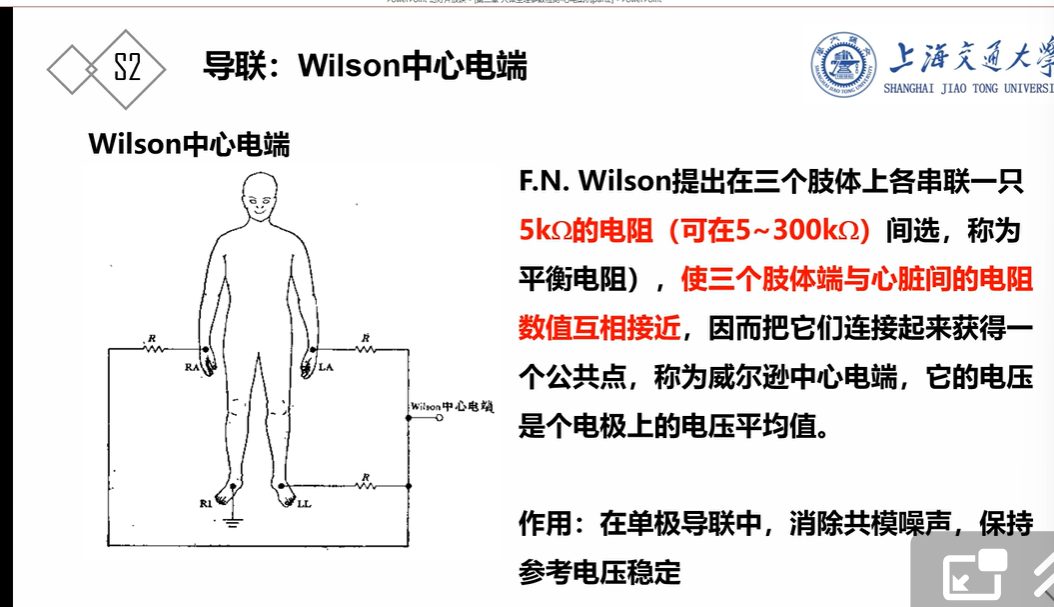 S2
导联：Wilson中心电端
上海交通大学
SHANGHAI JIAO TONG UNIVERSI
Wilson中心电端
F.N. Wilson提出在三个肢体上各串联一只
5kΩ的电阻（可在5~300kΩ）间选，称为
平衡电阻），使三个肢体端与心脏间的电阻
数值互相接近，因而把它们连接起来获得一
个公共点，称为威尔逊中心电端，它的电压
是个电极上的电压平均值。
作用：在单极导联中，消除共模噪声，保持
参考电压稳定
R
R
RA
LA
Wilson中心电端
R
R1
LL